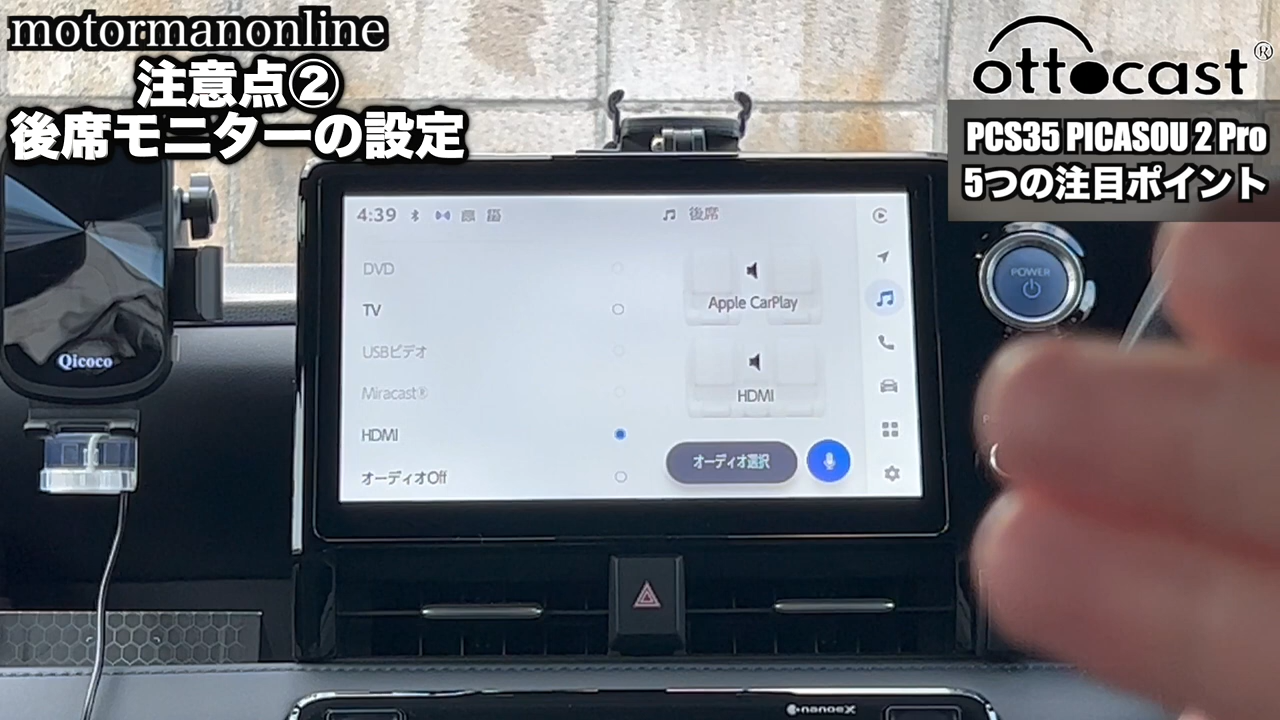 motormanonline
注意点②
後席モニターの設定
ottocast®
PCS35 PICASOU 2 Pro
5つの注目ポイント
4:39
後席
DVD
TV
USBビデオ
Miracast®
HDMI
オーディオOff
Apple CarPlay
HDMI
オーディオ選択
POWER
Qicoco
nanoeX